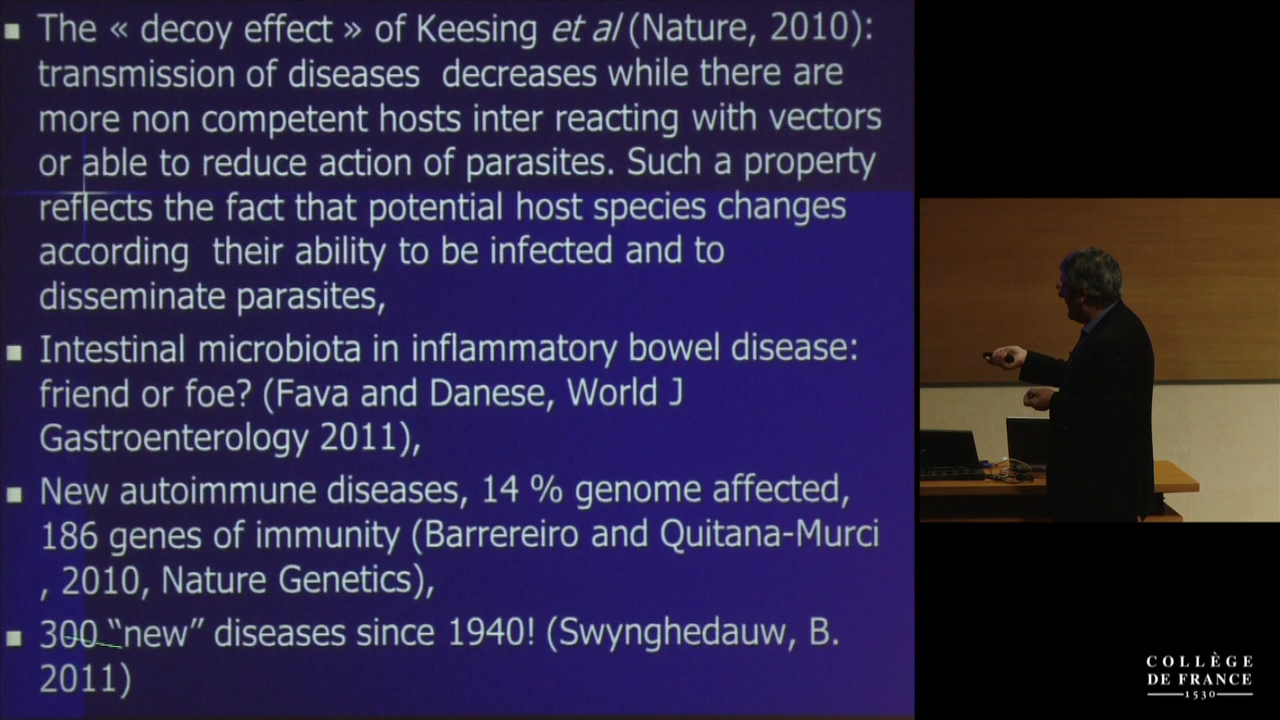 The « decoy effect » of Keesing et al (Nature, 2010):
transmission of diseases decreases while there are
more non competent hosts inter reacting with vectors
or able to reduce action of parasites. Such a property
reflects the fact that potential host species changes
according their ability to be infected and to
disseminate parasites,
Intestinal microbiota in inflammatory bowel disease:
friend or foe? (Fava and Danese, World J
Gastroenterology 2011),
New autoimmune diseases, 14 % genome affected,
186 genes of immunity (Barrereiro and Quitana-Murci
, 2010, Nature Genetics),
300 “new” diseases since 1940! (Swynghedauw, B.
2011)
COLLÈGE
DE FRANCE
1530